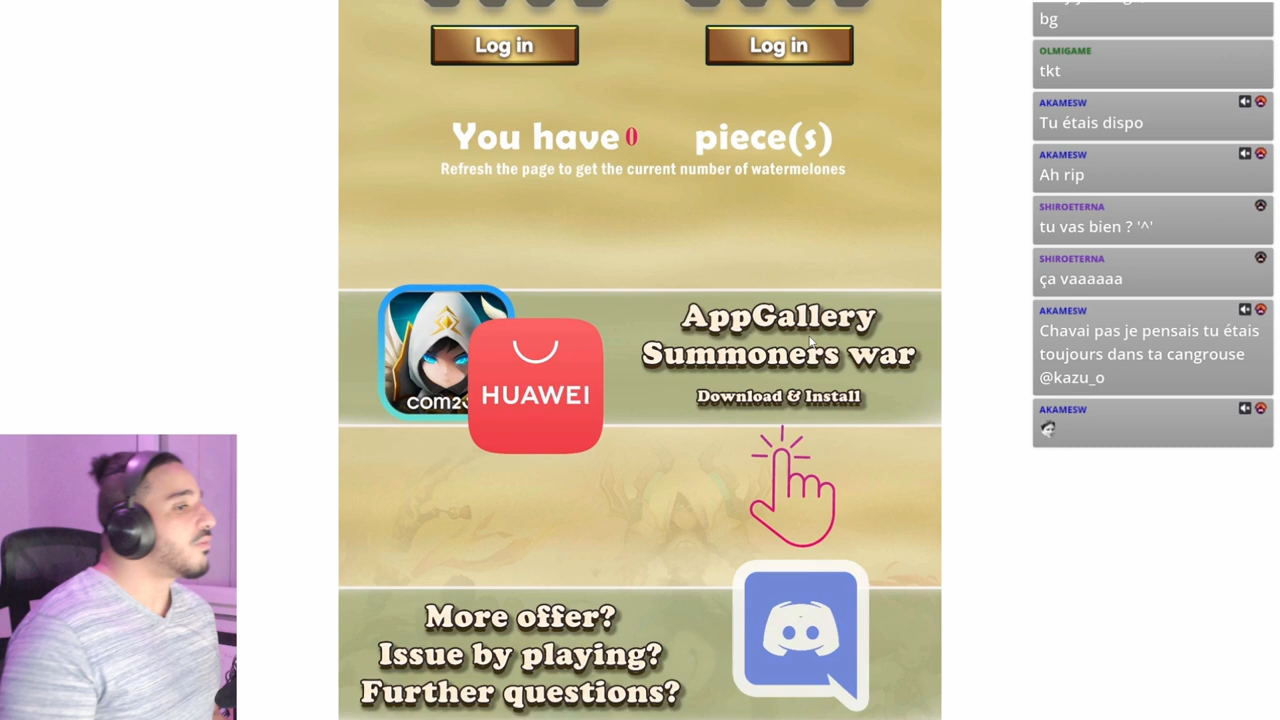 Log in
Log in
You have 0 piece(s)
Refresh the page to get the current number of watermelones
com2
HUAWEI
AppGallery
Summoners war
Download & Install
More offer?
Issue by playing?
Further questions?
bg
OLMIGAME
tkt
AKAMESW
Tu étais dispo
AKAMESW
Ah rip
SHIROETERNA
tu vas bien ? '^'
SHIROETERNA
ça vaaaaaa
AKAMESW
Chavai pas je pensais tu étais
toujours dans ta cangrouse
@kazu_o
AKAMESW